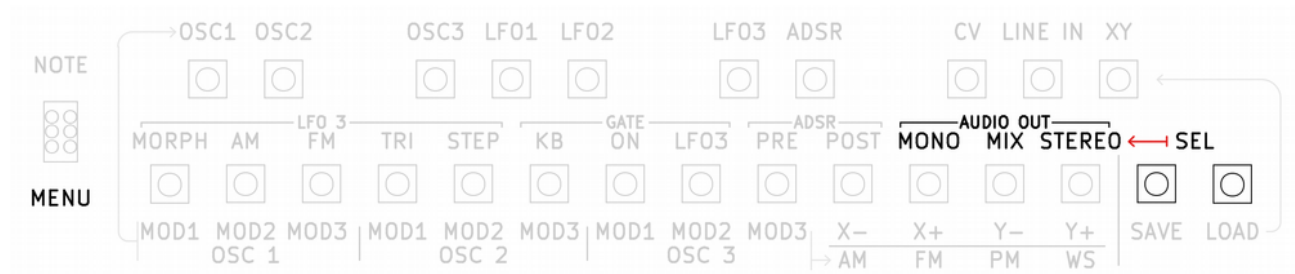 OSC1 OSC2 OSC3 LFO1 LFO2 LFO3 ADSR CV LINE IN XY
NOTE
LFO 3 GATE ADSR AUDIO OUT
MORPH AM FM TRI STEP KB ON LFO3 PRE POST MONO MIX STEREO SEL
MENU
MOD1 MOD2 MOD3 MOD1 MOD2 MOD3 MOD1 MOD2 MOD3 X- X+ Y- Y+ SAVE LOAD
OSC 1 OSC 2 OSC 3 AM FM PM WS